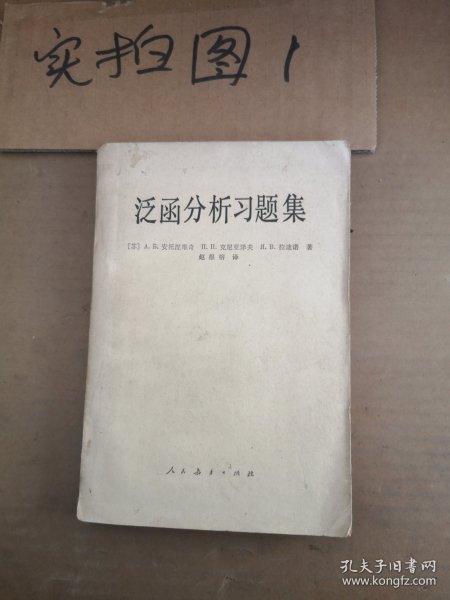 实拍图1
泛函分析习题集
〔苏〕А.Б.安托涅维奇 П.Н.克尼亚泽夫 Я.В.拉迪诺 著
赵根榕 译
人民教育出版社
孔夫子旧书网
www.kongfz.com